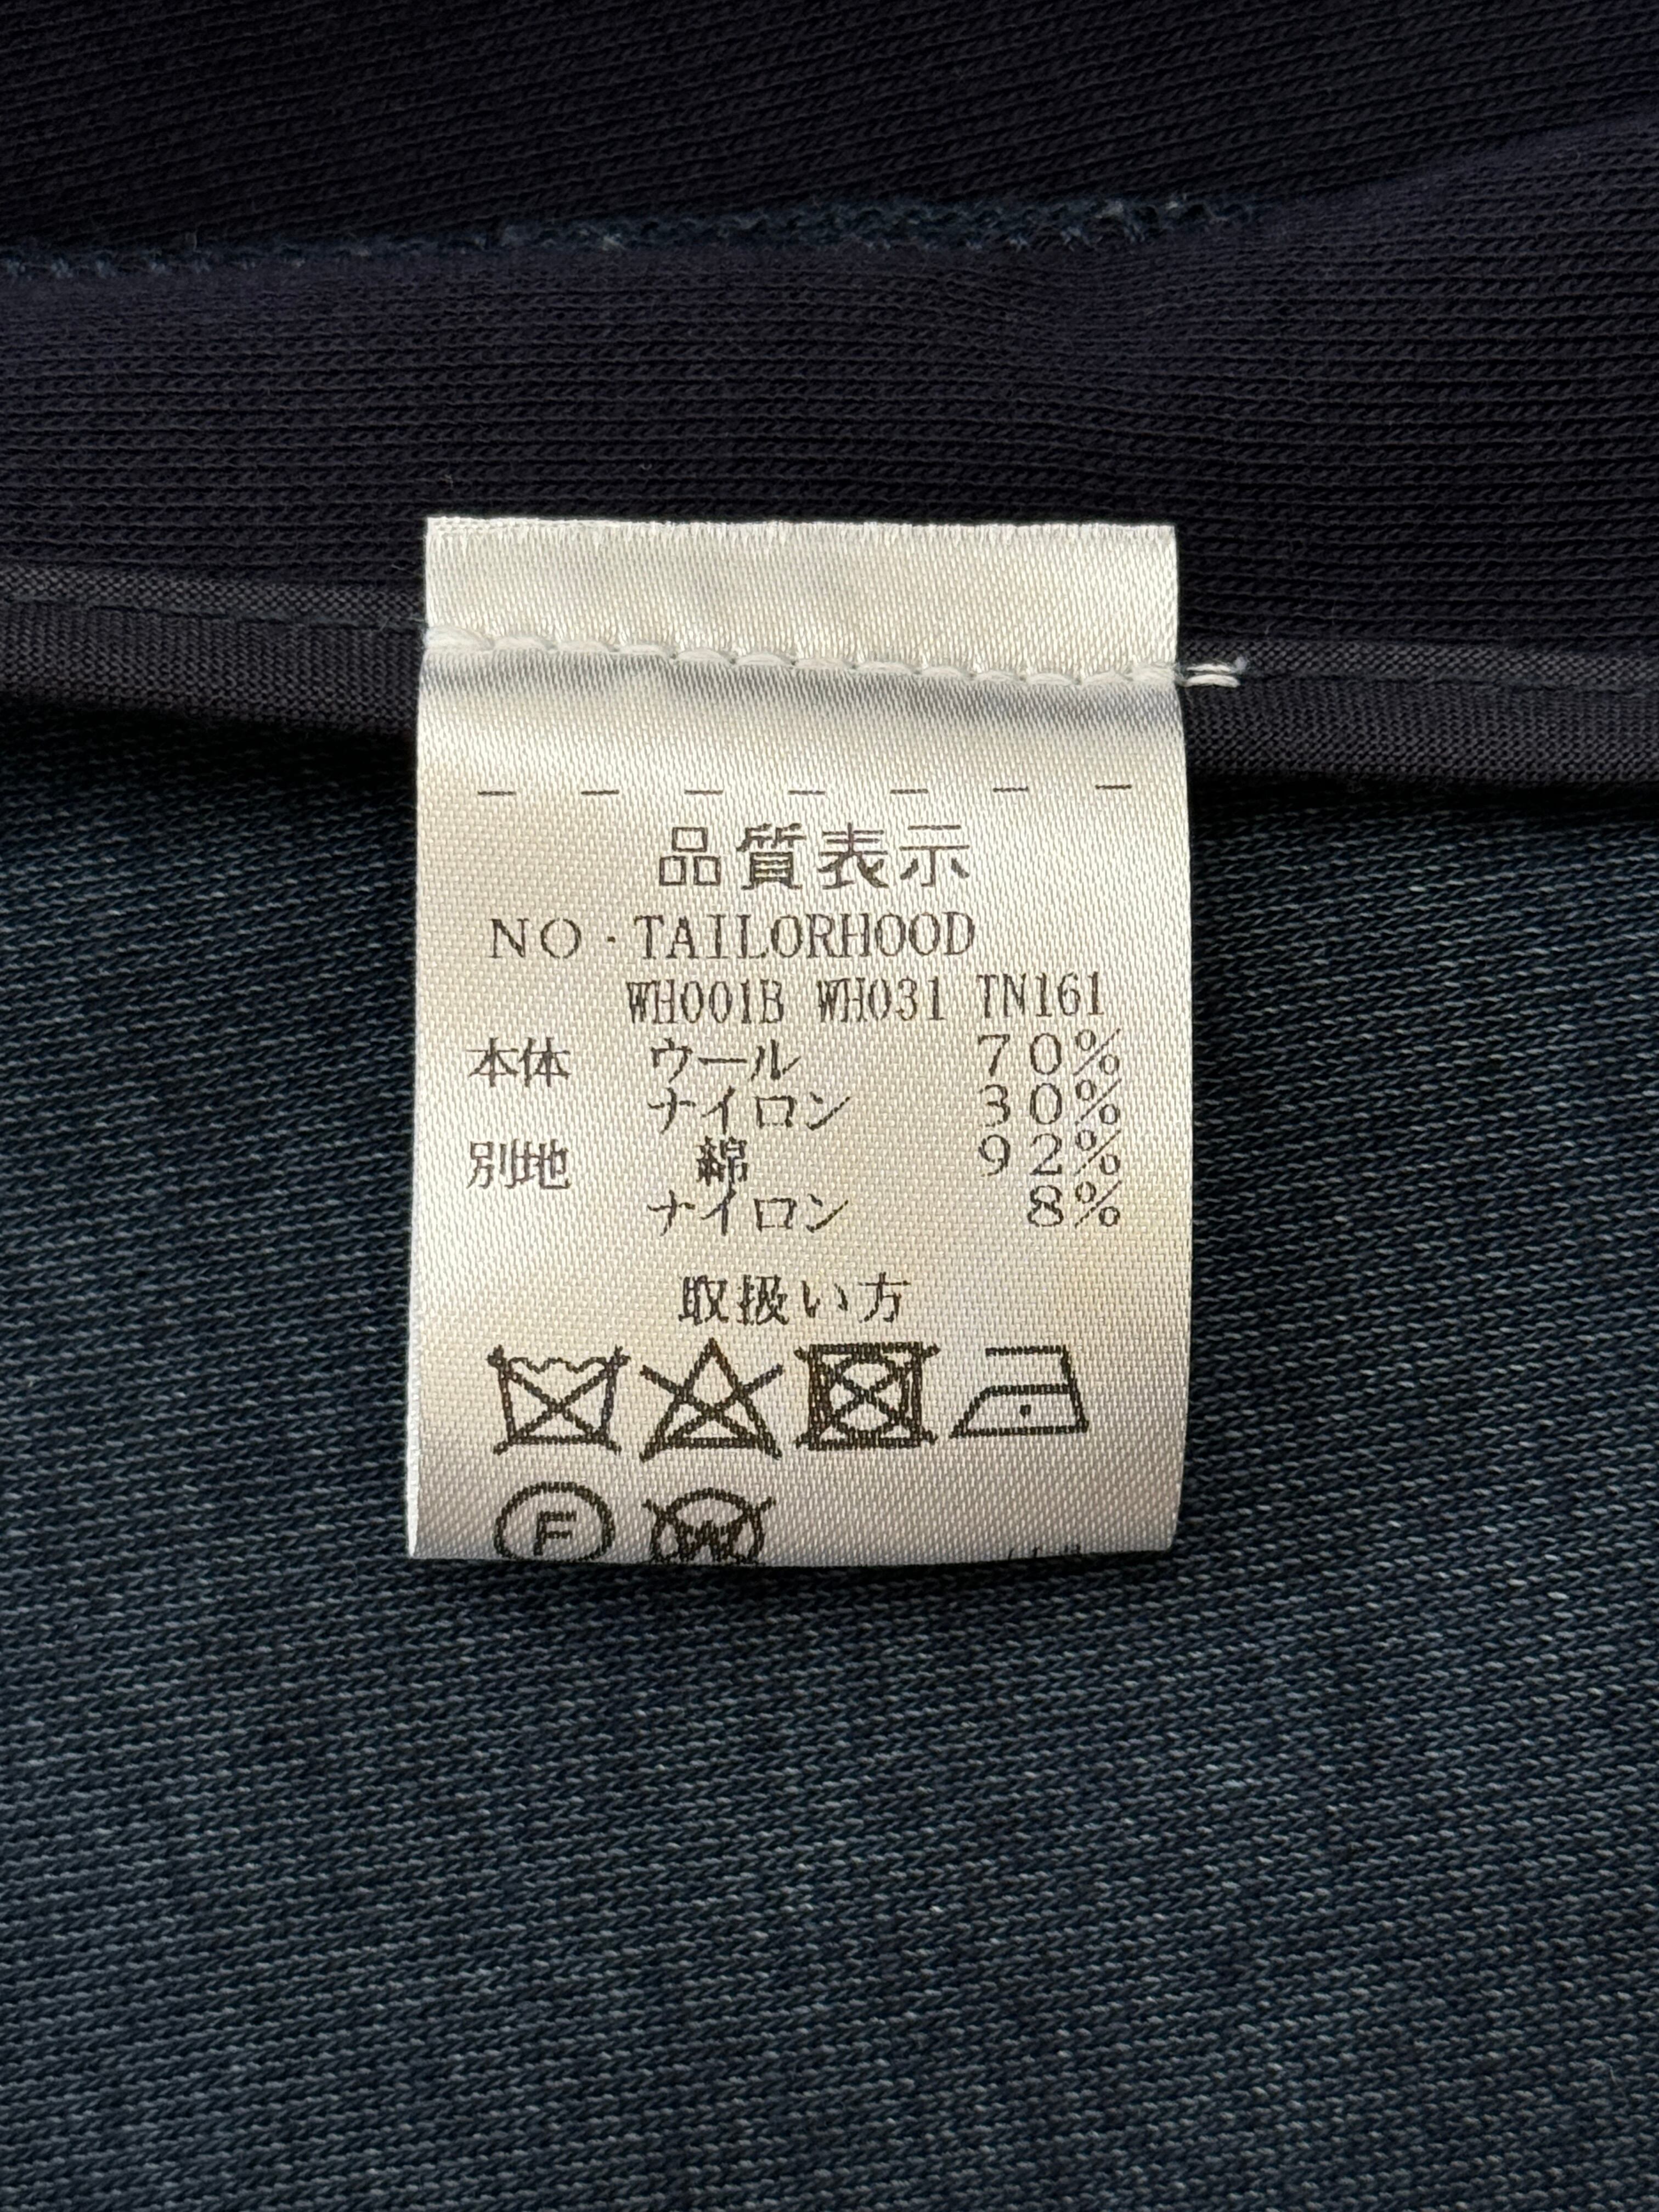 品質表示
NO・TAILORHOOD
WH001B WH031 TN161
本体 ウール 70%
ナイロン 30%
別地 綿 92%
ナイロン 8%
取扱い方
F
W